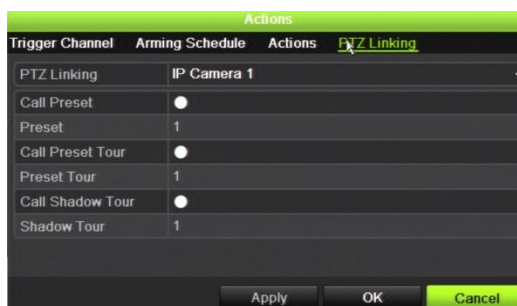 Actions
Trigger Channel Arming Schedule Actions PTZ Linking
PTZ Linking IP Camera 1
Call Preset
Preset 1
Call Preset Tour
Preset Tour 1
Call Shadow Tour
Shadow Tour 1
Apply OK Cancel